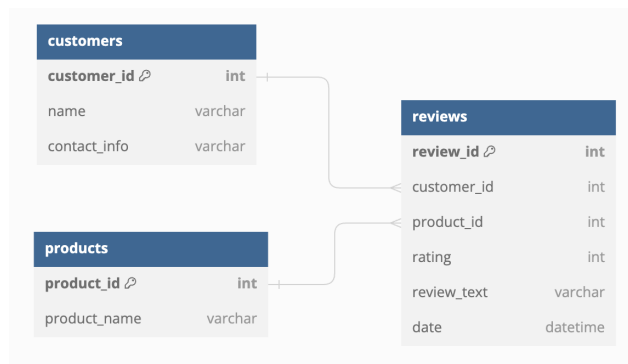 customers
customer_id int
name varchar
contact_info varchar
products
product_id int
product_name varchar
reviews
review_id int
customer_id int
product_id int
rating int
review_text varchar
date datetime